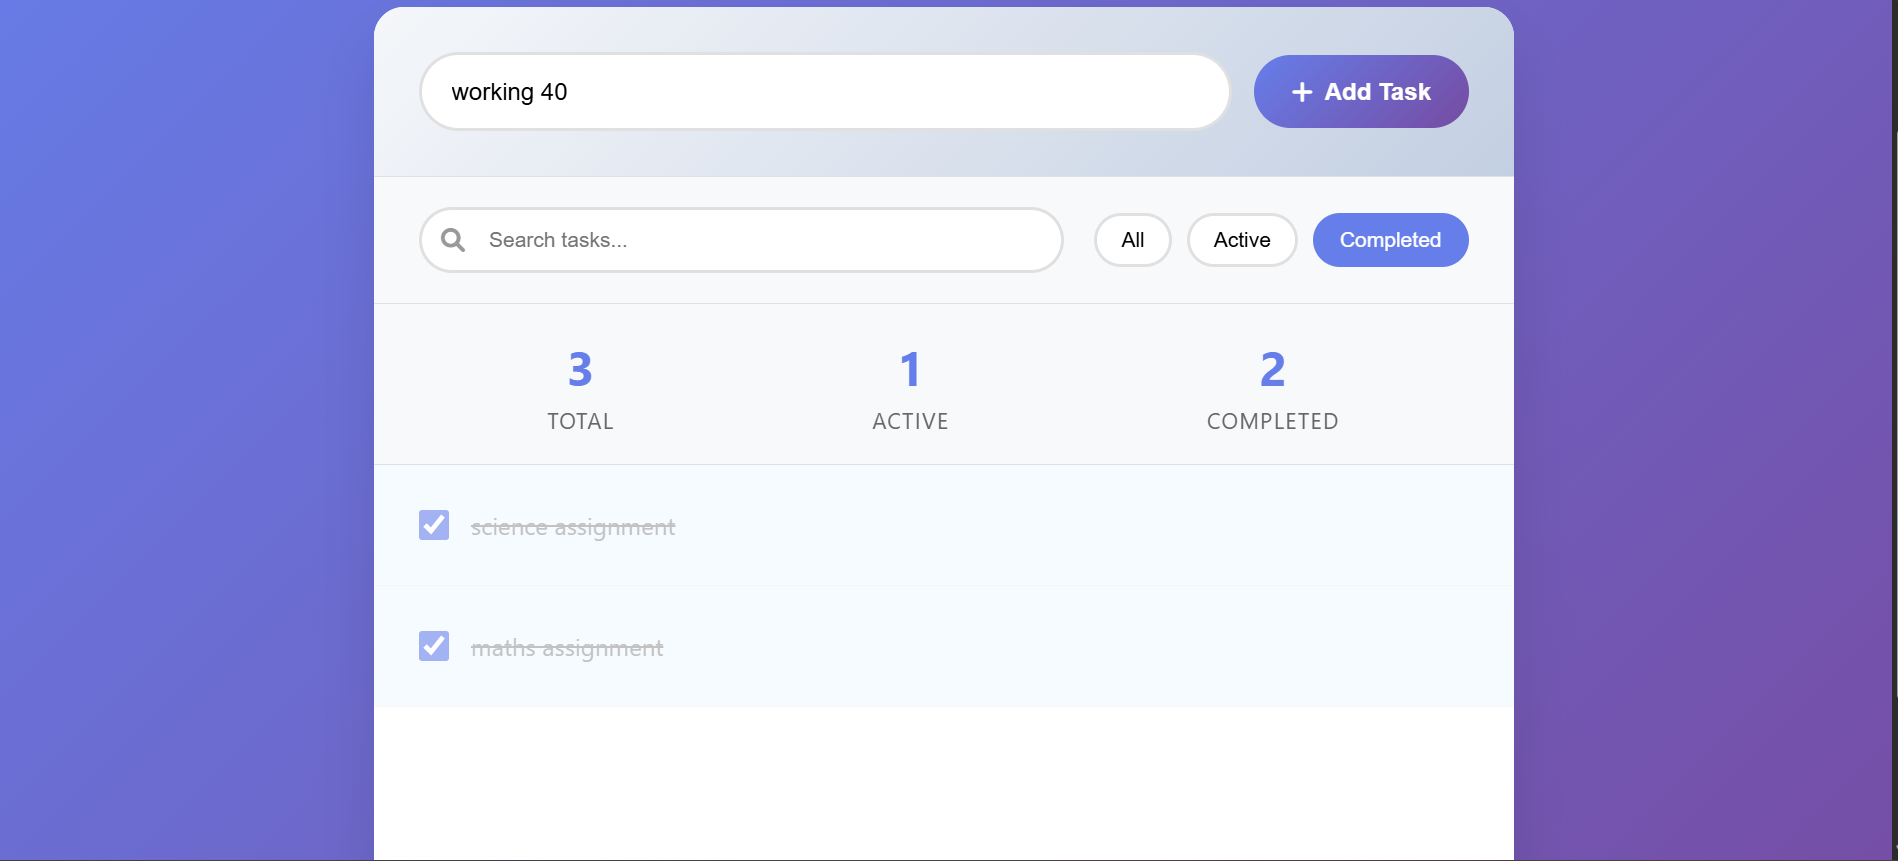 working 40
Add Task
Search tasks...
All
Active
Completed
3
1
2
TOTAL
ACTIVE
COMPLETED
science assignment
maths assignment